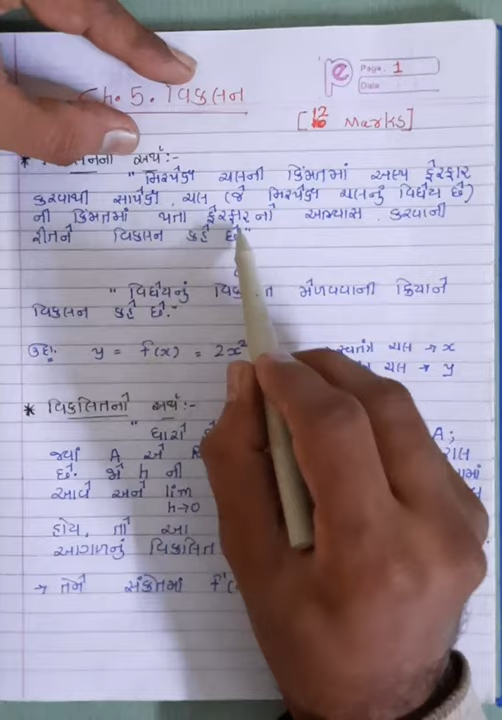 Ch. 5. વિકલન
Page. 1
Date
[12 Marks]
અર્થ :-
" નિરપેક્ષ ચલની કિંમતમાં અલ્પ ફેરફાર
કરવાથી સાપેક્ષ ચલ (જે નિરપેક્ષ ચલનું વિધેય છે)
ની કિંમતમાં થતા ફેરફારનો અભ્યાસ કરવાની
રીતને વિકલન કહે છે"
" વિધેયનું મેળવવાની ક્રિયાને
વિકલન કહે છે."
ઉદા: y = f(x) = 2x² ચલ → x
ચલ → y
* વિકલિતનો અર્થ :-
" ધારો A;
જ્યાં A એ
છે. જો h ની
આવે અને lim
h→0
હોય, તો આ
આગળનું વિકલિત
→ તેને સંકેતમાં f'(